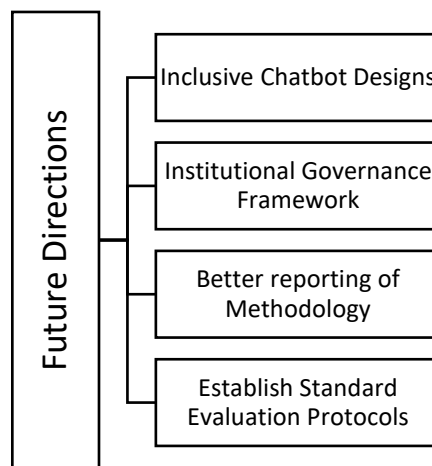 Future Directions
Inclusive Chatbot Designs
Institutional Governance
Framework
Better reporting of
Methodology
Establish Standard
Evaluation Protocols